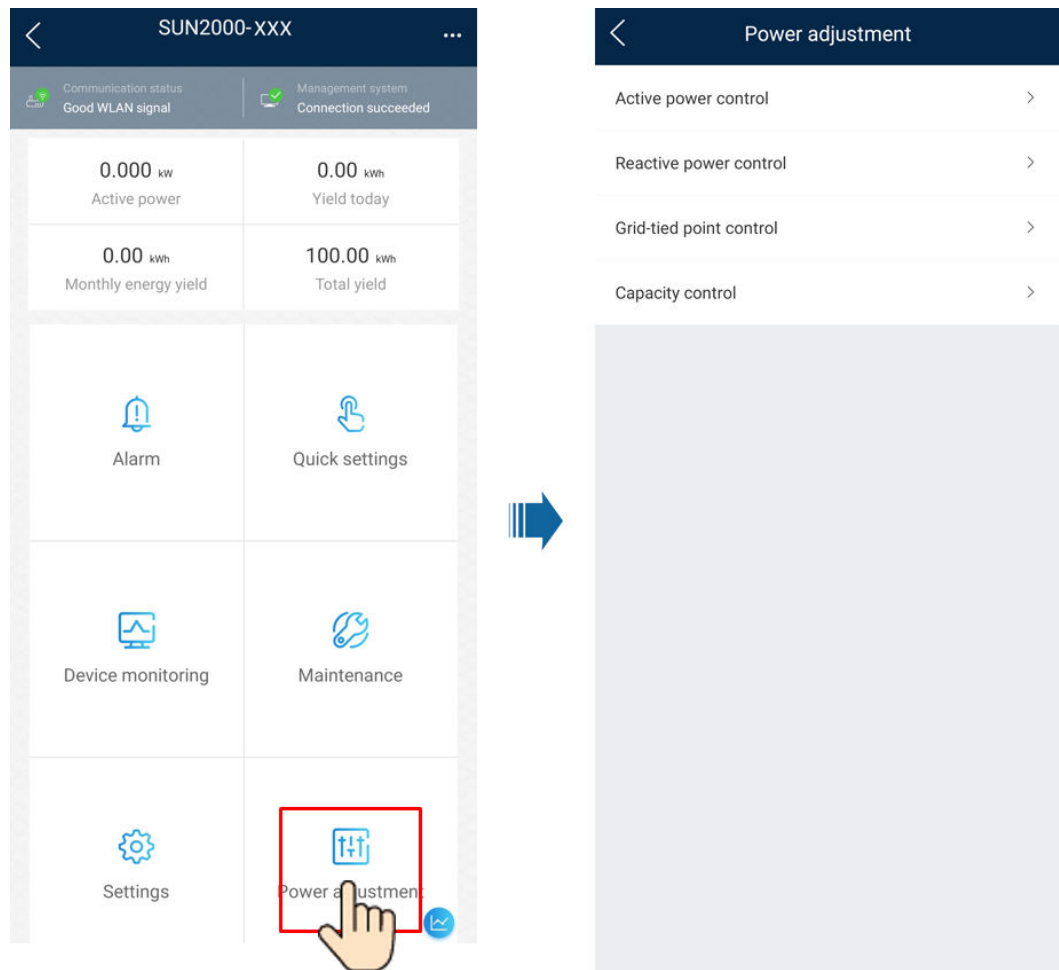 SUN2000-XXX
Communication status
Good WLAN signal
Management system
Connection succeeded
0.000 kW
Active power
0.00 kWh
Yield today
0.00 kWh
Monthly energy yield
100.00 kWh
Total yield
Alarm
Quick settings
Device monitoring
Maintenance
Settings
Power adjustment
Power adjustment
Active power control
Reactive power control
Grid-tied point control
Capacity control